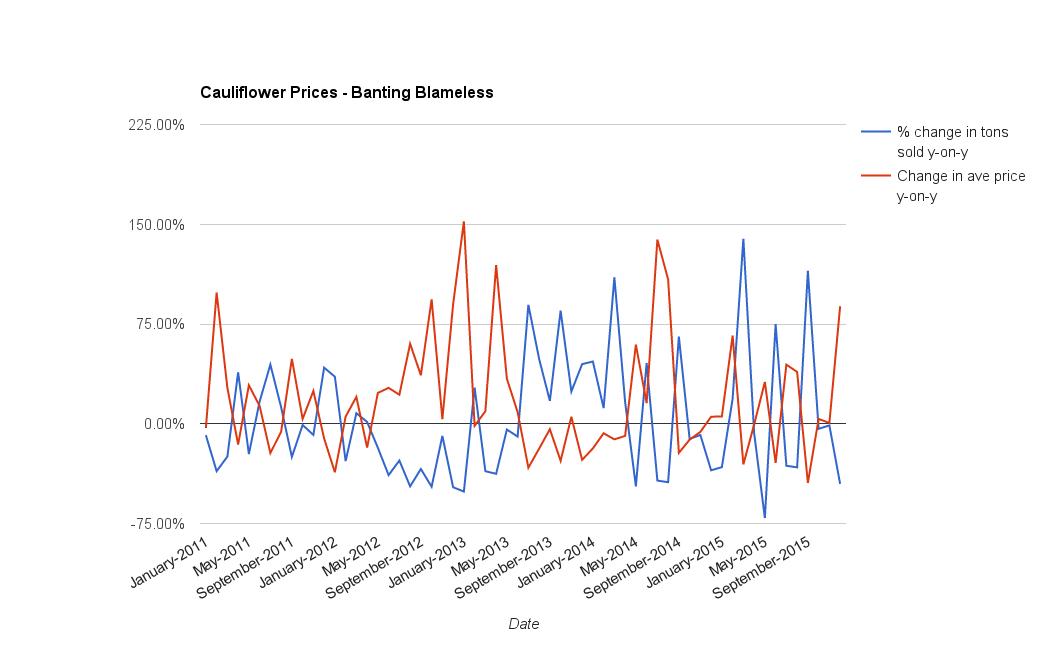 Cauliflower Prices - Banting Blameless
225.00%
150.00%
75.00%
0.00%
-75.00%
% change in tons
sold y-on-y
Change in ave price
y-on-y
January-2011
May-2011
September-2011
January-2012
May-2012
September-2012
January-2013
May-2013
September-2013
January-2014
May-2014
September-2014
January-2015
May-2015
September-2015
Date